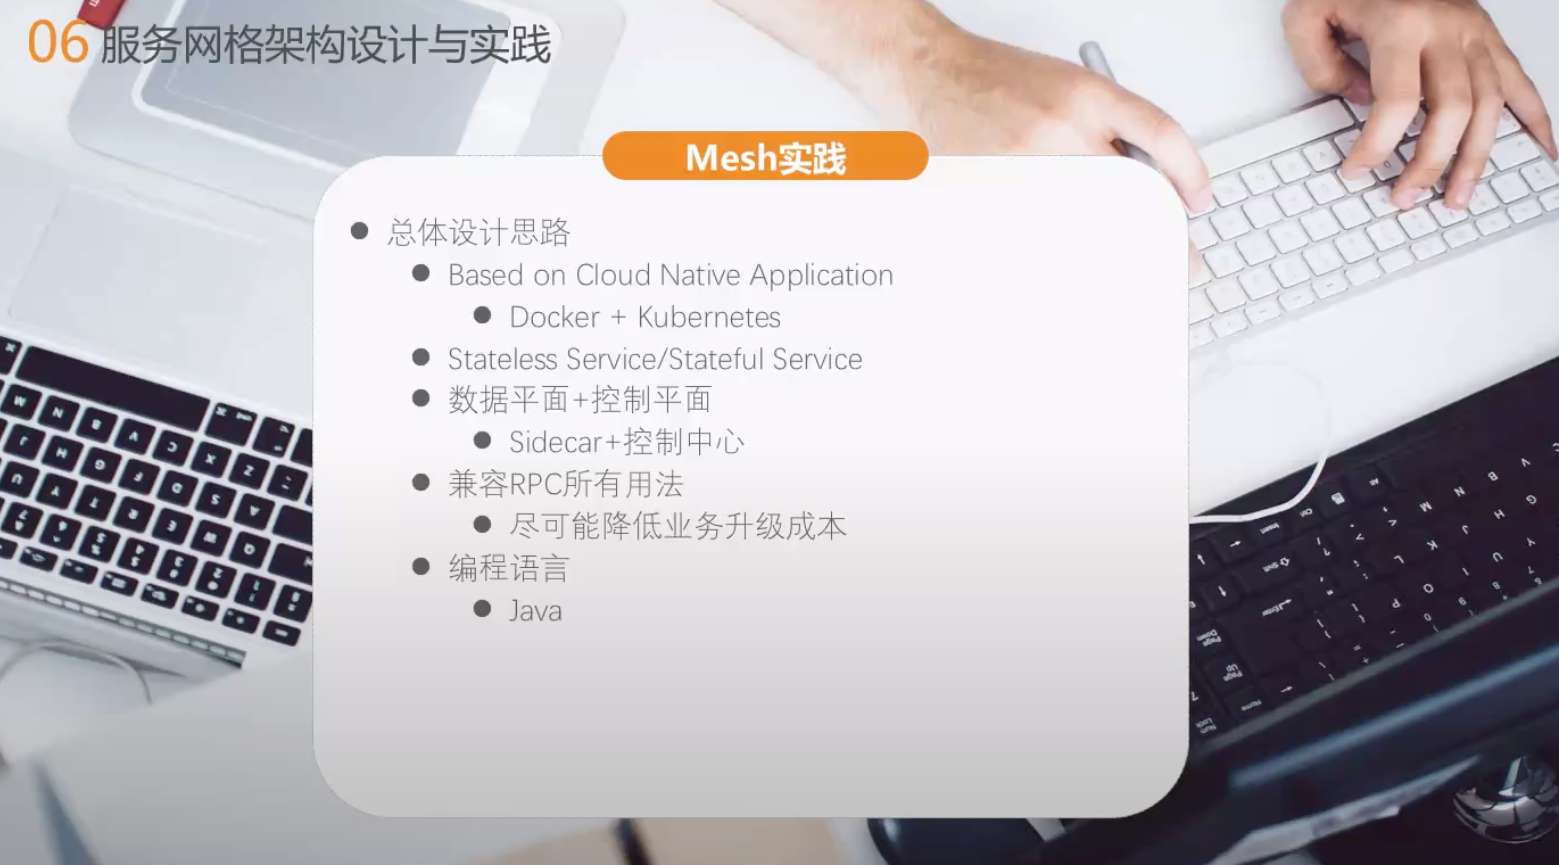 06 服务网格架构设计与实践
Mesh实践
总体设计思路
Based on Cloud Native Application
Docker + Kubernetes
Stateless Service/Stateful Service
数据平面+控制平面
Sidecar+控制中心
兼容RPC所有用法
尽可能降低业务升级成本
编程语言
Java